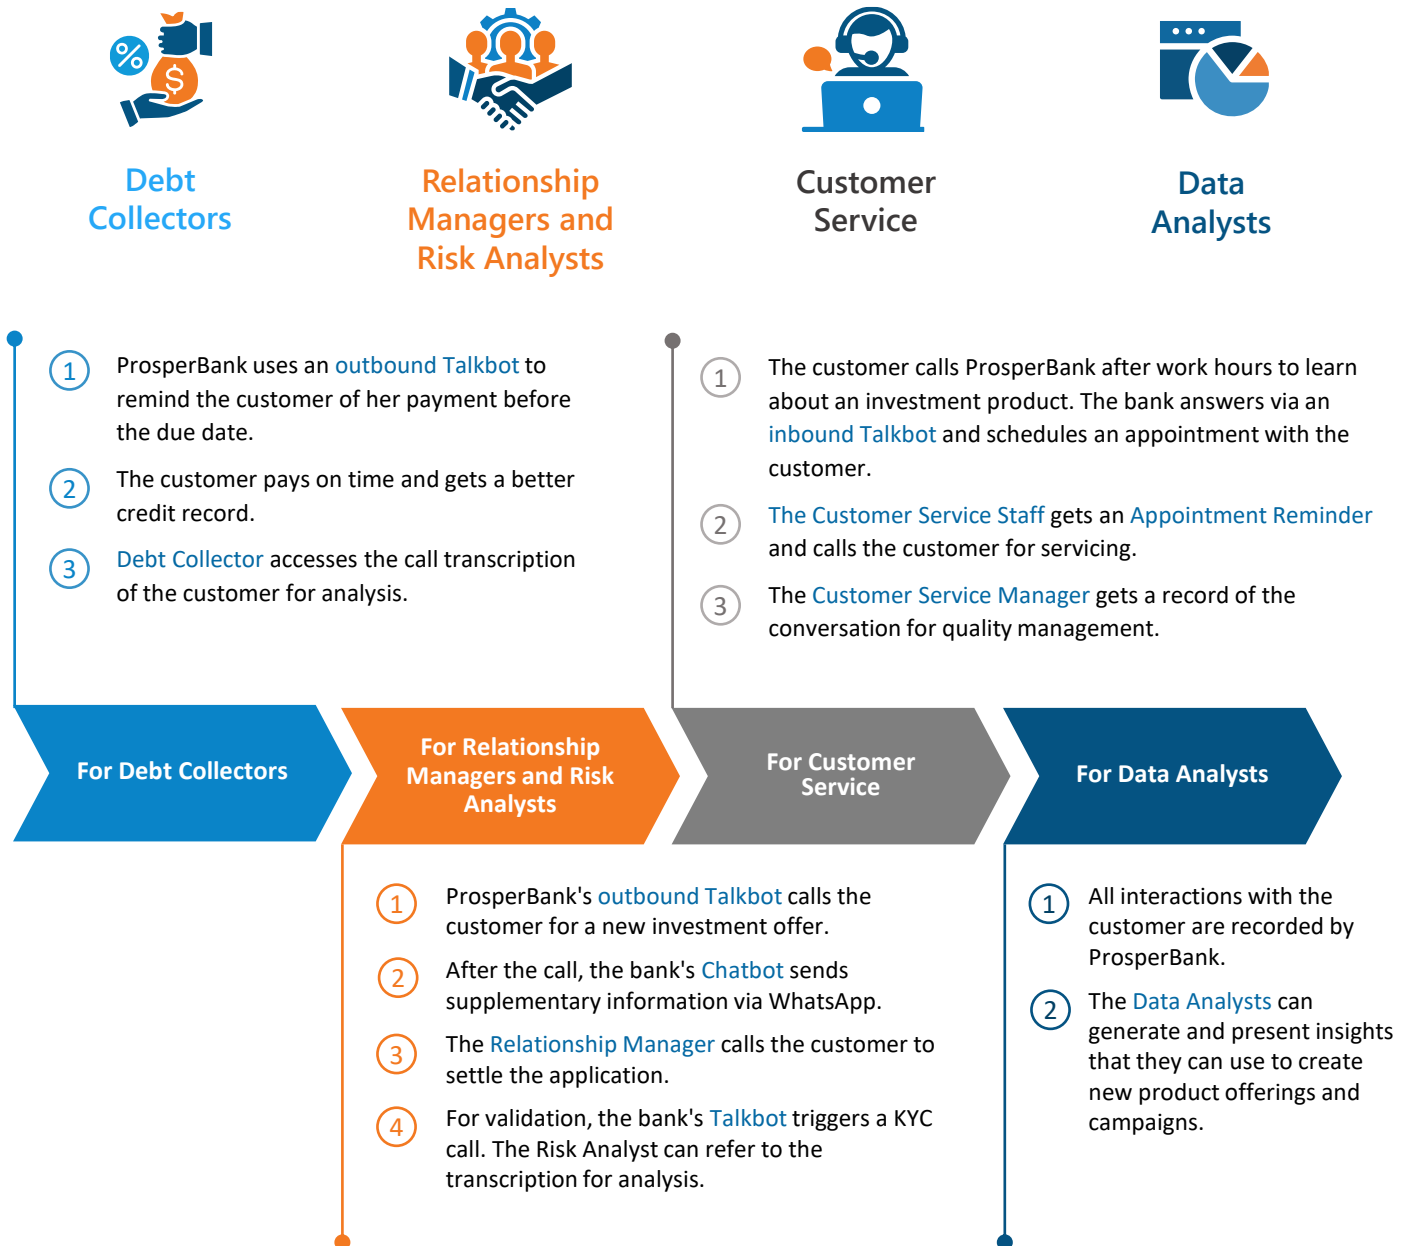 Debt
Collectors
Relationship
Managers and
Risk Analysts
Customer
Service
Data
Analysts
1
ProsperBank uses an outbound Talkbot to
remind the customer of her payment before
the due date.
2
The customer pays on time and gets a better
credit record.
3
Debt Collector accesses the call transcription
of the customer for analysis.
1
The customer calls ProsperBank after work hours to learn
about an investment product. The bank answers via an
inbound Talkbot and schedules an appointment with the
customer.
2
The Customer Service Staff gets an Appointment Reminder
and calls the customer for servicing.
3
The Customer Service Manager gets a record of the
conversation for quality management.
For Debt Collectors
For Relationship
Managers and Risk
Analysts
For Customer
Service
For Data Analysts
1
ProsperBank's outbound Talkbot calls the
customer for a new investment offer.
2
After the call, the bank's Chatbot sends
supplementary information via WhatsApp.
3
The Relationship Manager calls the customer to
settle the application.
4
For validation, the bank's Talkbot triggers a KYC
call. The Risk Analyst can refer to the
transcription for analysis.
1
All interactions with the
customer are recorded by
ProsperBank.
2
The Data Analysts can
generate and present insights
that they can use to create
new product offerings and
campaigns.